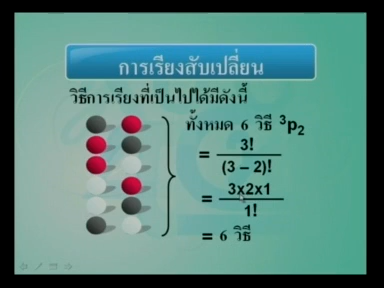 การเรียงสับเปลี่ยน
วิธีการเรียงที่เป็นไปได้มีดังนี้
ทั้งหมด 6 วิธี ³p₂
= 3!
(3 – 2)!
= 3x2x1
1!
= 6 วิธี